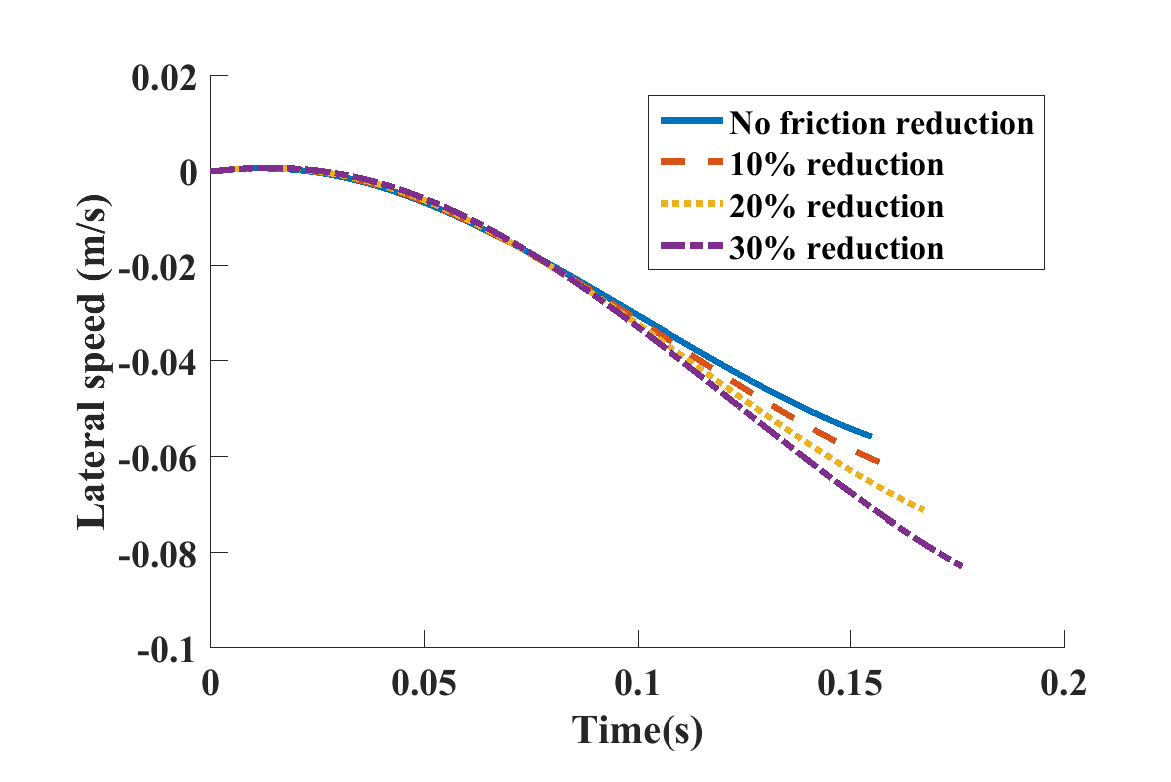 0.02
0
-0.02
-0.04
-0.06
-0.08
-0.1
Lateral speed (m/s)
No friction reduction
10% reduction
20% reduction
30% reduction
0
0.05
0.1
0.15
0.2
Time(s)